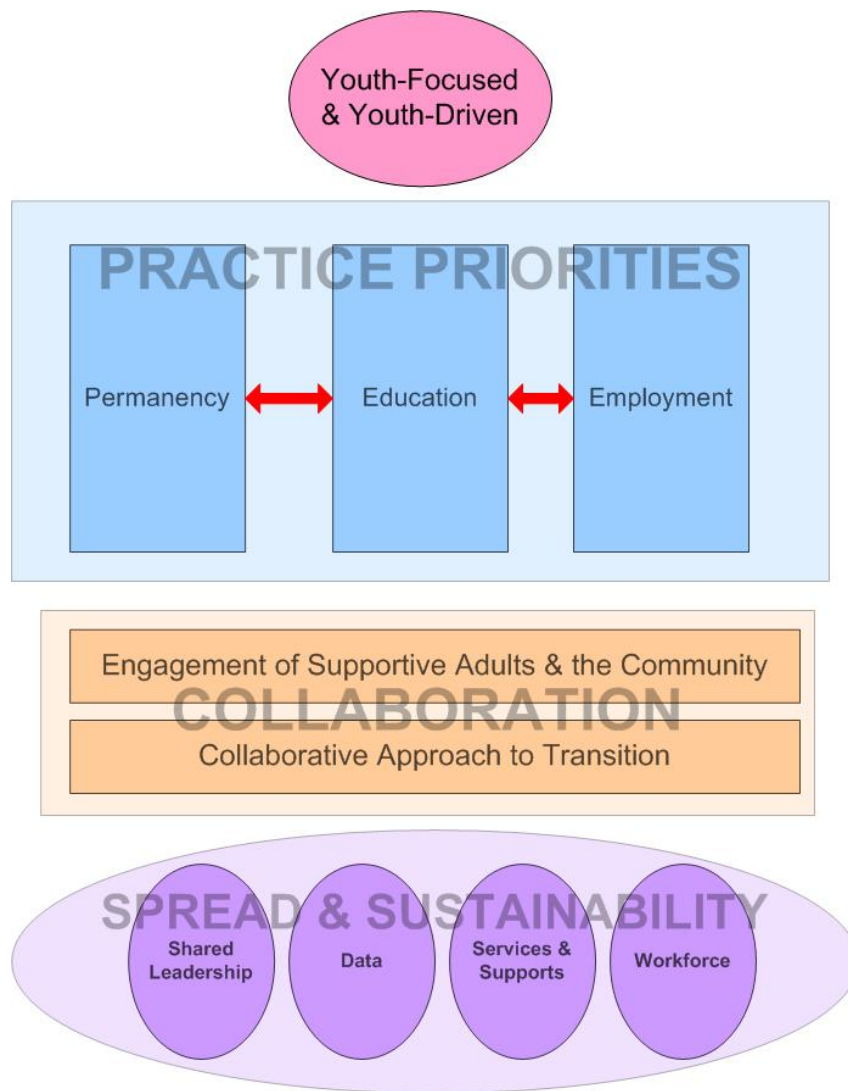 Youth-Focused
& Youth-Driven
PRACTICE PRIORITIES
Permanency
Education
Employment
Engagement of Supportive Adults & the Community
COLLABORATION
Collaborative Approach to Transition
SPREAD & SUSTAINABILITY
Shared
Leadership
Data
Services &
Supports
Workforce